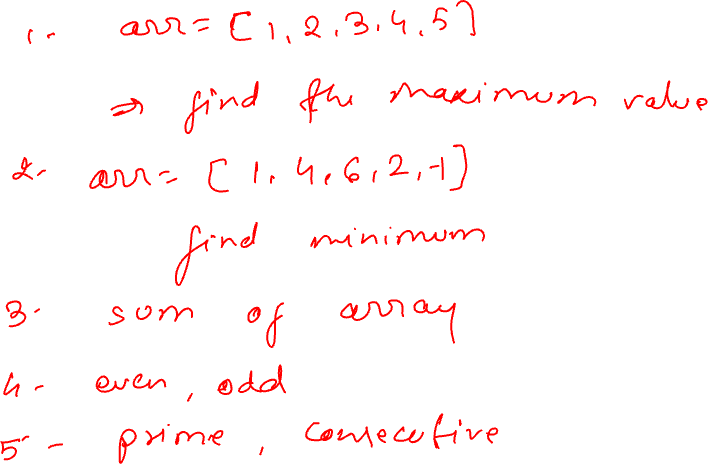 1- arr= [1,2,3,4,5]
⇒ find the maximum value
2- arr= [1,4,6,2,-1]
find minimum
3- sum of array
4- even, odd
5- prime, consecutive